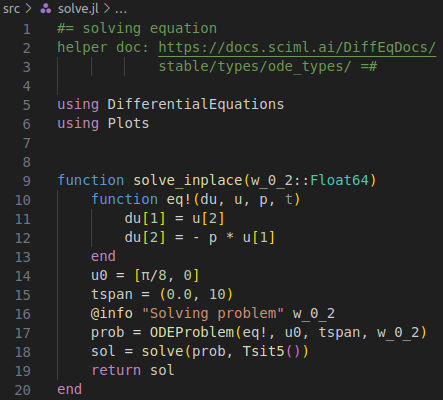 src > solve.jl > ...
1 #= solving equation
2 helper doc: https://docs.sciml.ai/DiffEqDocs/
3 stable/types/ode_types/ =#
4
5 using DifferentialEquations
6 using Plots
7
8
9 function solve_inplace(w_0_2::Float64)
10 function eq!(du, u, p, t)
11 du[1] = u[2]
12 du[2] = - p * u[1]
13 end
14 u0 = [π/8, 0]
15 tspan = (0.0, 10)
16 @info "Solving problem" w_0_2
17 prob = ODEProblem(eq!, u0, tspan, w_0_2)
18 sol = solve(prob, Tsit5())
19 return sol
20 end